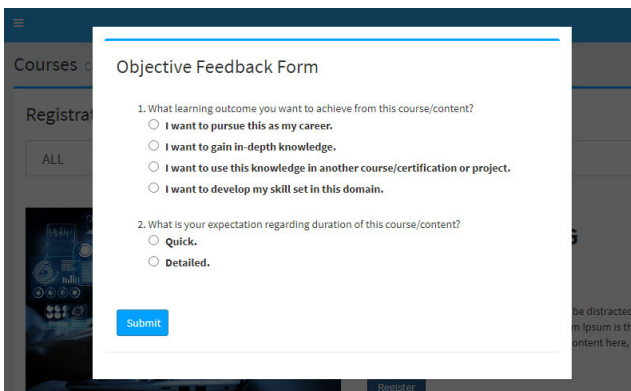 Courses
Objective Feedback Form
Registrat
1. What learning outcome you want to achieve from this course/content?
I want to pursue this as my career.
ALL
I want to gain in-depth knowledge.
I want to use this knowledge in another course/certification or project.
I want to develop my skill set in this domain.
2. What is your expectation regarding duration of this course/content?
Quick.
Detailed.
G
be distracted
Submit
m Ipsum is th
ontent here,
Register